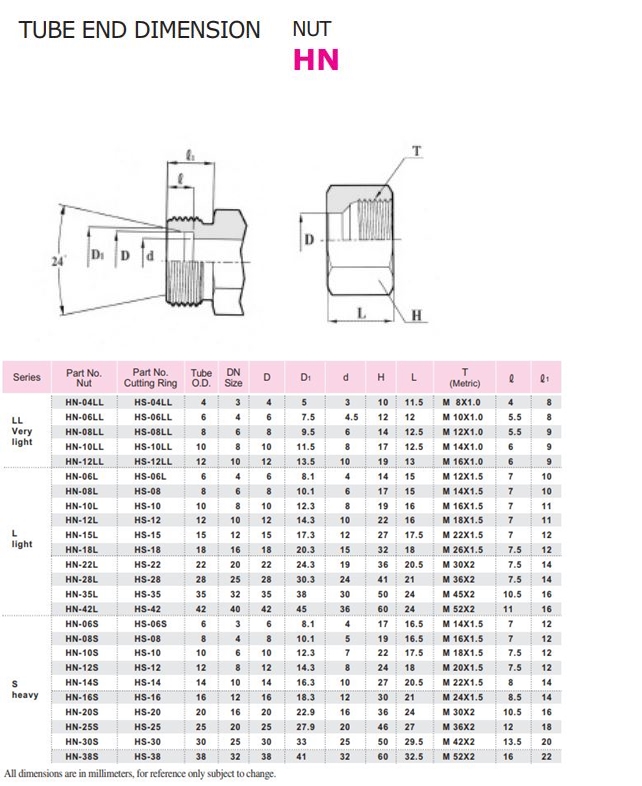 TUBE END DIMENSION NUT
HN
ℓ1
ℓ
24°
D1 D d
T
D
L
H
Series Part No. Nut Part No. Cutting Ring Tube O.D. DN Size D D1 d H L T (Metric) ℓ ℓ1
LL Very light
HN-04LL HS-04LL 4 3 4 5 3 10 11.5 M 8X1.0 4 8
HN-06LL HS-06LL 6 4 6 7.5 4.5 12 12 M 10X1.0 5.5 8
HN-08LL HS-08LL 8 6 8 9.5 6 14 12.5 M 12X1.0 5.5 9
HN-10LL HS-10LL 10 8 10 11.5 8 17 12.5 M 14X1.0 6 9
HN-12LL HS-12LL 12 10 12 13.5 10 19 13 M 16X1.0 6 9
L light
HN-06L HS-06L 6 4 6 8.1 4 14 15 M 12X1.5 7 10
HN-08L HS-08 8 6 8 10.1 6 17 15 M 14X1.5 7 10
HN-10L HS-10 10 8 10 12.3 8 19 16 M 16X1.5 7 11
HN-12L HS-12 12 10 12 14.3 10 22 16 M 18X1.5 7 11
HN-15L HS-15 15 12 15 17.3 12 27 17.5 M 22X1.5 7 12
HN-18L HS-18 18 16 18 20.3 15 32 18 M 26X1.5 7.5 12
HN-22L HS-22 22 20 22 24.3 19 36 20.5 M 30X2 7.5 14
HN-28L HS-28 28 25 28 30.3 24 41 21 M 36X2 7.5 14
HN-35L HS-35 35 32 35 38 30 50 24 M 45X2 10.5 16
HN-42L HS-42 42 40 42 45 36 60 24 M 52X2 11 16
S heavy
HN-06S HS-06S 6 3 6 8.1 4 17 16.5 M 14X1.5 7 12
HN-08S HS-08 8 4 8 10.1 5 19 16.5 M 16X1.5 7 12
HN-10S HS-10 10 6 10 12.3 7 22 17.5 M 18X1.5 7.5 12
HN-12S HS-12 12 8 12 14.3 8 24 18 M 20X1.5 7.5 12
HN-14S HS-14 14 10 14 16.3 10 27 20.5 M 22X1.5 8 14
HN-16S HS-16 16 12 16 18.3 12 30 21 M 24X1.5 8.5 14
HN-20S HS-20 20 16 20 22.9 16 36 24 M 30X2 10.5 16
HN-25S HS-25 25 20 25 27.9 20 46 27 M 36X2 12 18
HN-30S HS-30 30 25 30 33 25 50 29.5 M 42X2 13.5 20
HN-38S HS-38 38 32 38 41 32 60 32.5 M 52X2 16 22
All dimensions are in millimeters, for reference only subject to change.